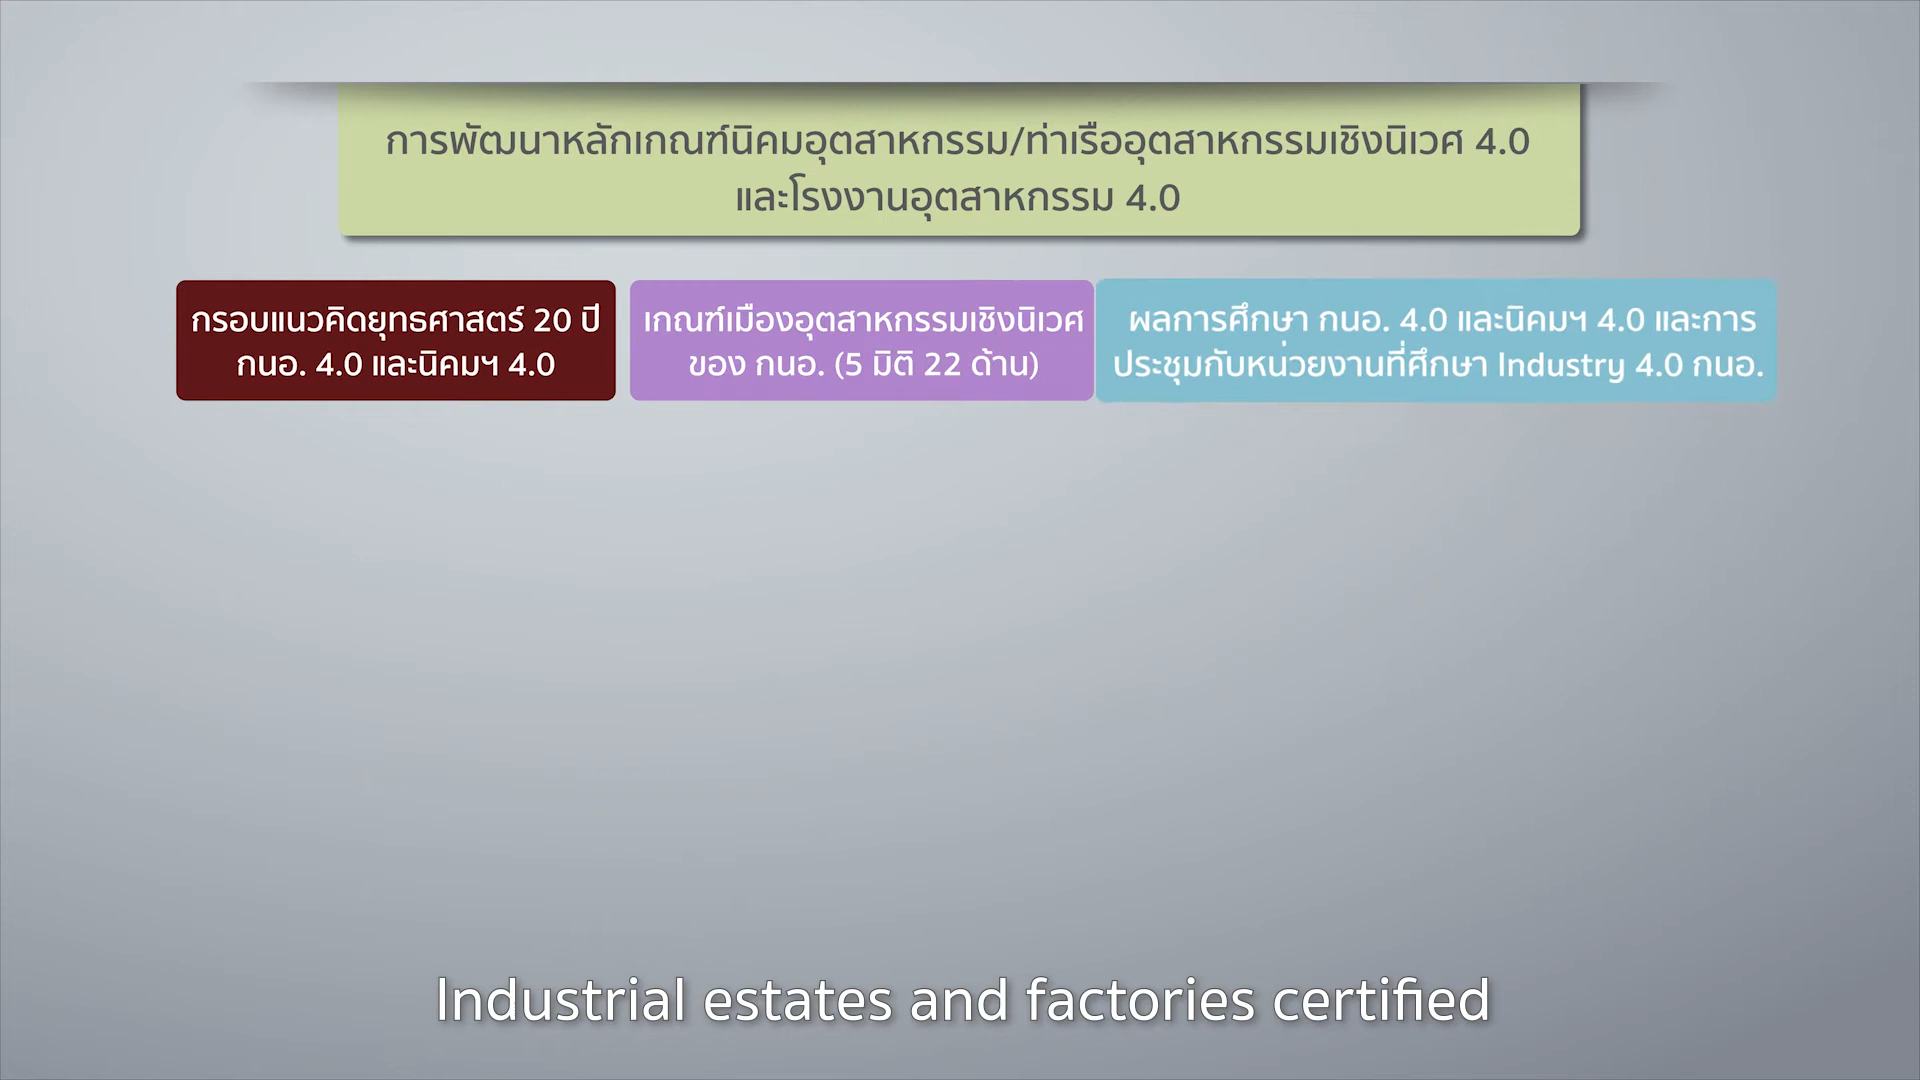 การพัฒนาหลักเกณฑ์นิคมอุตสาหกรรม/ท่าเรืออุตสาหกรรมเชิงนิเวศ 4.0
และโรงงานอุตสาหกรรม 4.0
กรอบแนวคิดยุทธศาสตร์ 20 ปี
กนอ. 4.0 และนิคมฯ 4.0
เกณฑ์เมืองอุตสาหกรรมเชิงนิเวศ
ของ กนอ. (5 มิติ 22 ด้าน)
ผลการศึกษา กนอ. 4.0 และนิคมฯ 4.0 และการ
ประชุมกับหน่วยงานที่ศึกษา Industry 4.0 กนอ.
Industrial estates and factories certified